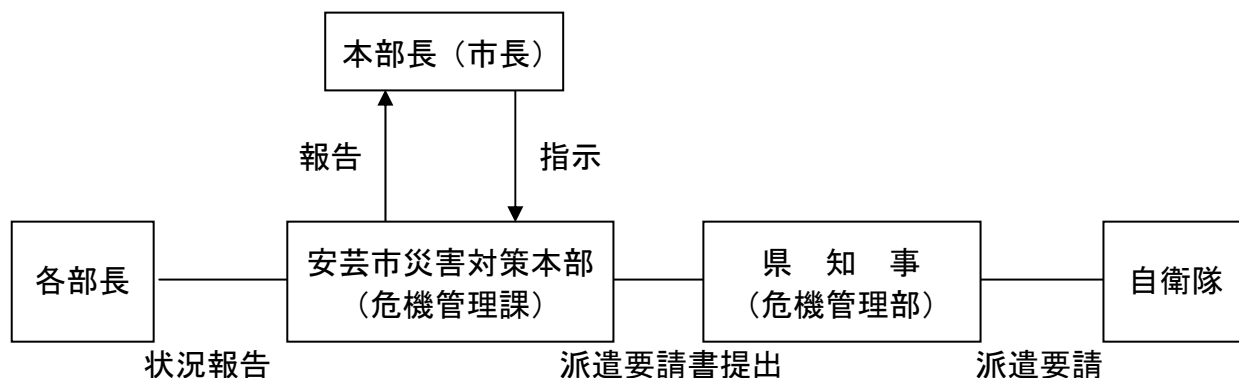 本部長（市長）
報告
指示
各部長
安芸市災害対策本部
（危機管理課）
県　知　事
（危機管理部）
自衛隊
状況報告
派遣要請書提出
派遣要請